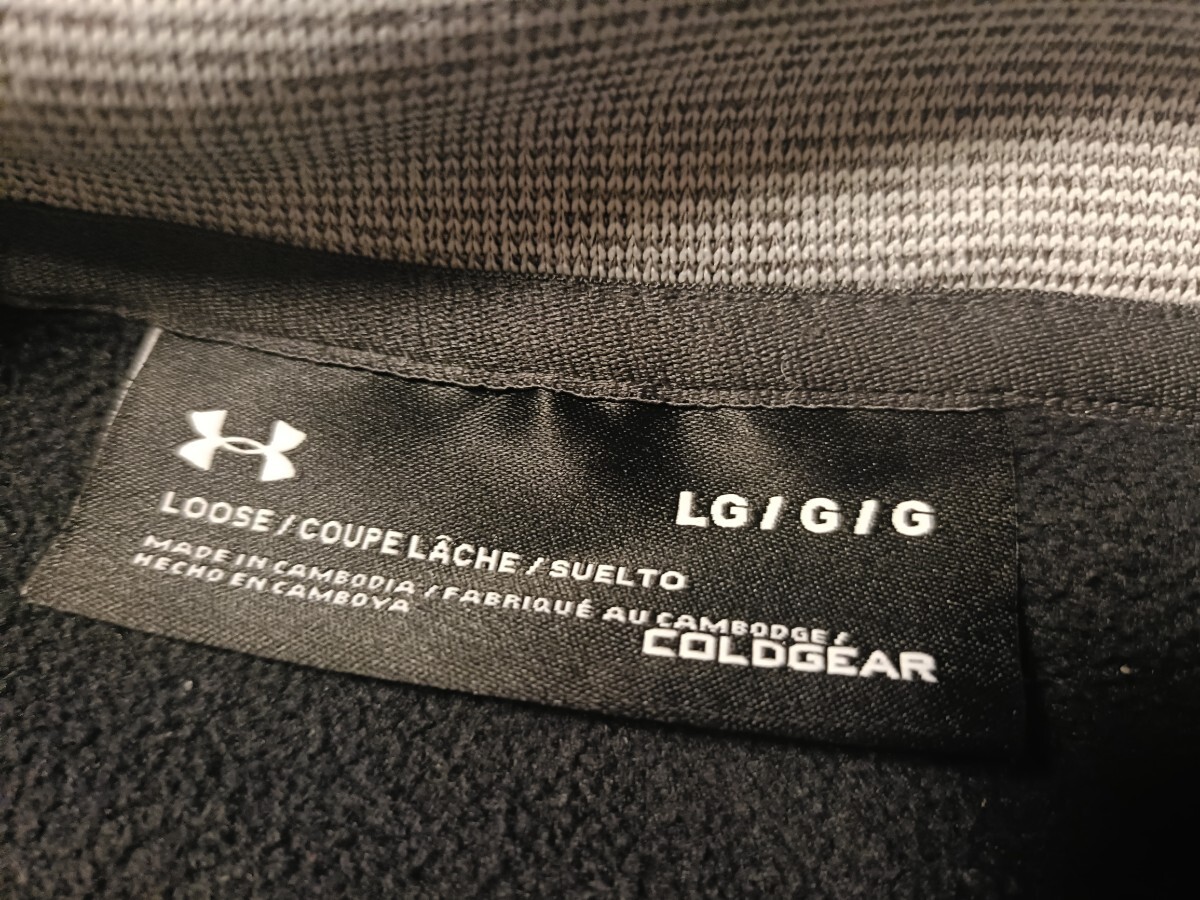 LG / G / G
LOOSE / COUPE LÂCHE / SUELTO
MADE IN CAMBODIA / FABRIQUÉ AU CAMBODGE /
HECHO EN CAMBOYA
COLDGEAR